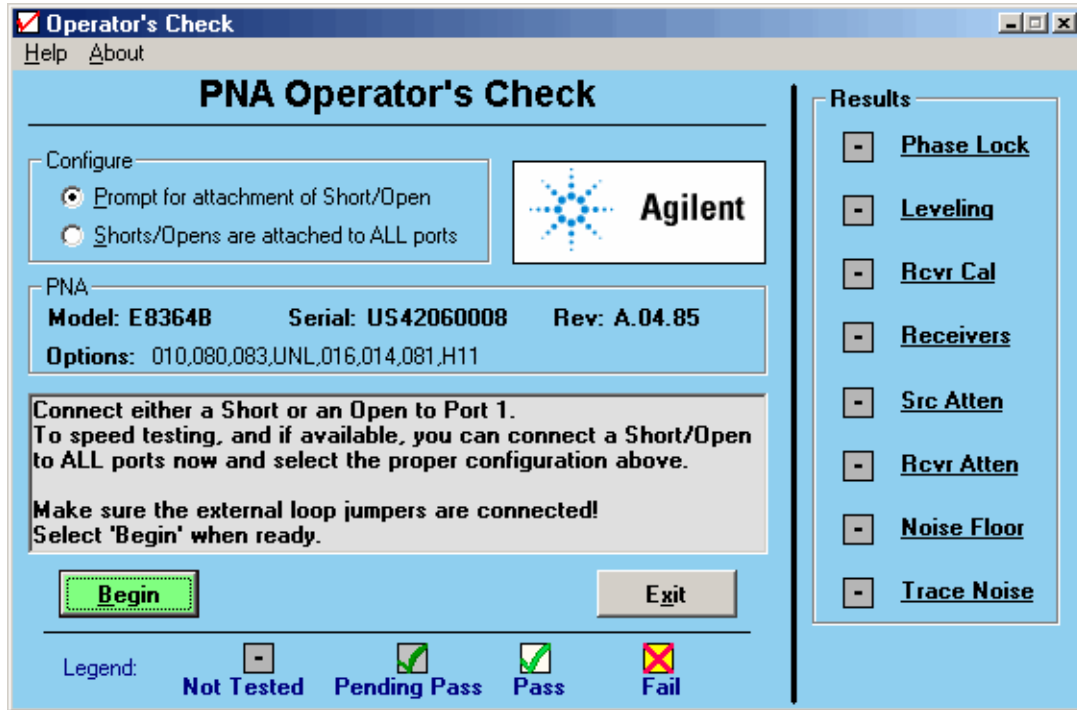 Operator's Check
Help About
PNA Operator's Check
Configure
Prompt for attachment of Short/Open
Shorts/Opens are attached to ALL ports
Agilent
PNA
Model: E8364B Serial: US42060008 Rev: A.04.85
Options: 010,080,083,UNL,016,014,081,H11
Connect either a Short or an Open to Port 1.
To speed testing, and if available, you can connect a Short/Open
to ALL ports now and select the proper configuration above.
Make sure the external loop jumpers are connected!
Select 'Begin' when ready.
Begin Exit
Legend:
Not Tested Pending Pass Pass Fail
Results
- Phase Lock
- Leveling
- Rcvr Cal
- Receivers
- Src Atten
- Rcvr Atten
- Noise Floor
- Trace Noise